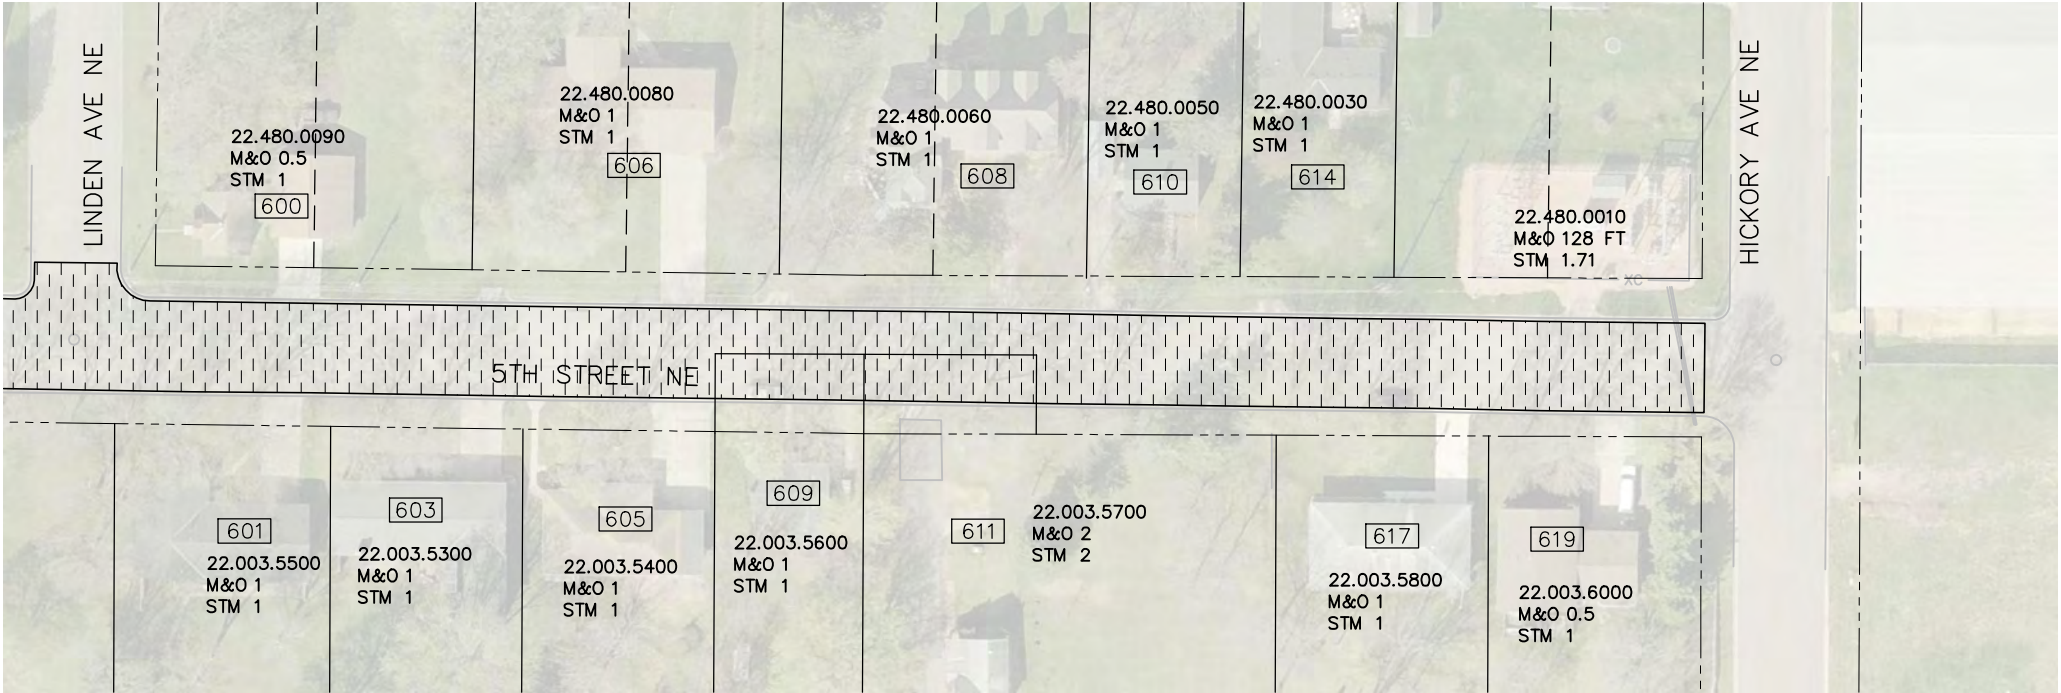 LINDEN AVE NE
22.480.0090
M&O 0.5
STM 1
600
22.480.0080
M&O 1
STM 1
606
22.480.0060
M&O 1
STM 1
608
22.480.0050
M&O 1
STM 1
610
22.480.0030
M&O 1
STM 1
614
22.480.0010
M&O 128 FT
STM 1.71
XC
HICKORY AVE NE
5TH STREET NE
601
22.003.5500
M&O 1
STM 1
603
22.003.5300
M&O 1
STM 1
605
22.003.5400
M&O 1
STM 1
609
22.003.5600
M&O 1
STM 1
611
22.003.5700
M&O 2
STM 2
617
22.003.5800
M&O 1
STM 1
619
22.003.6000
M&O 0.5
STM 1